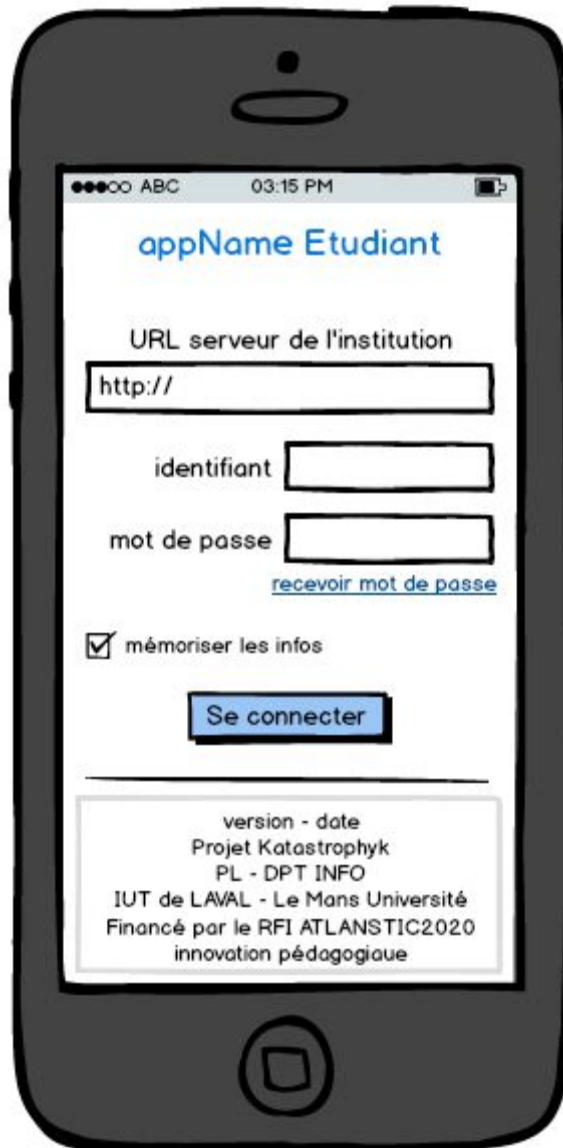 ABC 03:15 PM
appName Etudiant
URL serveur de l'institution
http://
identifiant
mot de passe
recevoir mot de passe
mémoriser les infos
Se connecter
version - date
Projet Katastrophyk
PL - DPT INFO
IUT de LAVAL - Le Mans Université
Financé par le RFI ATLANSTIC2020
innovation pédagogiaue